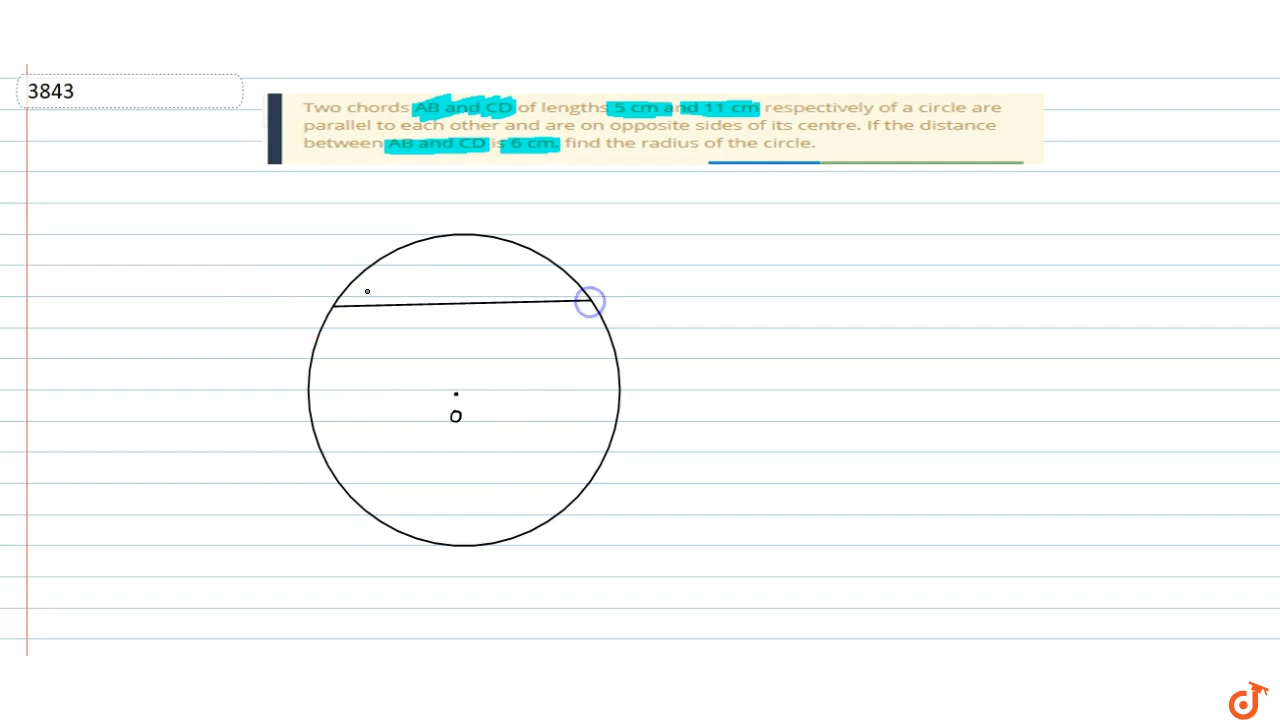 3843
Two chords AB and CD of lengths 5 cm and 11 cm respectively of a circle are
parallel to each other and are on opposite sides of its centre. If the distance
between AB and CD is 6 cm, find the radius of the circle.
O